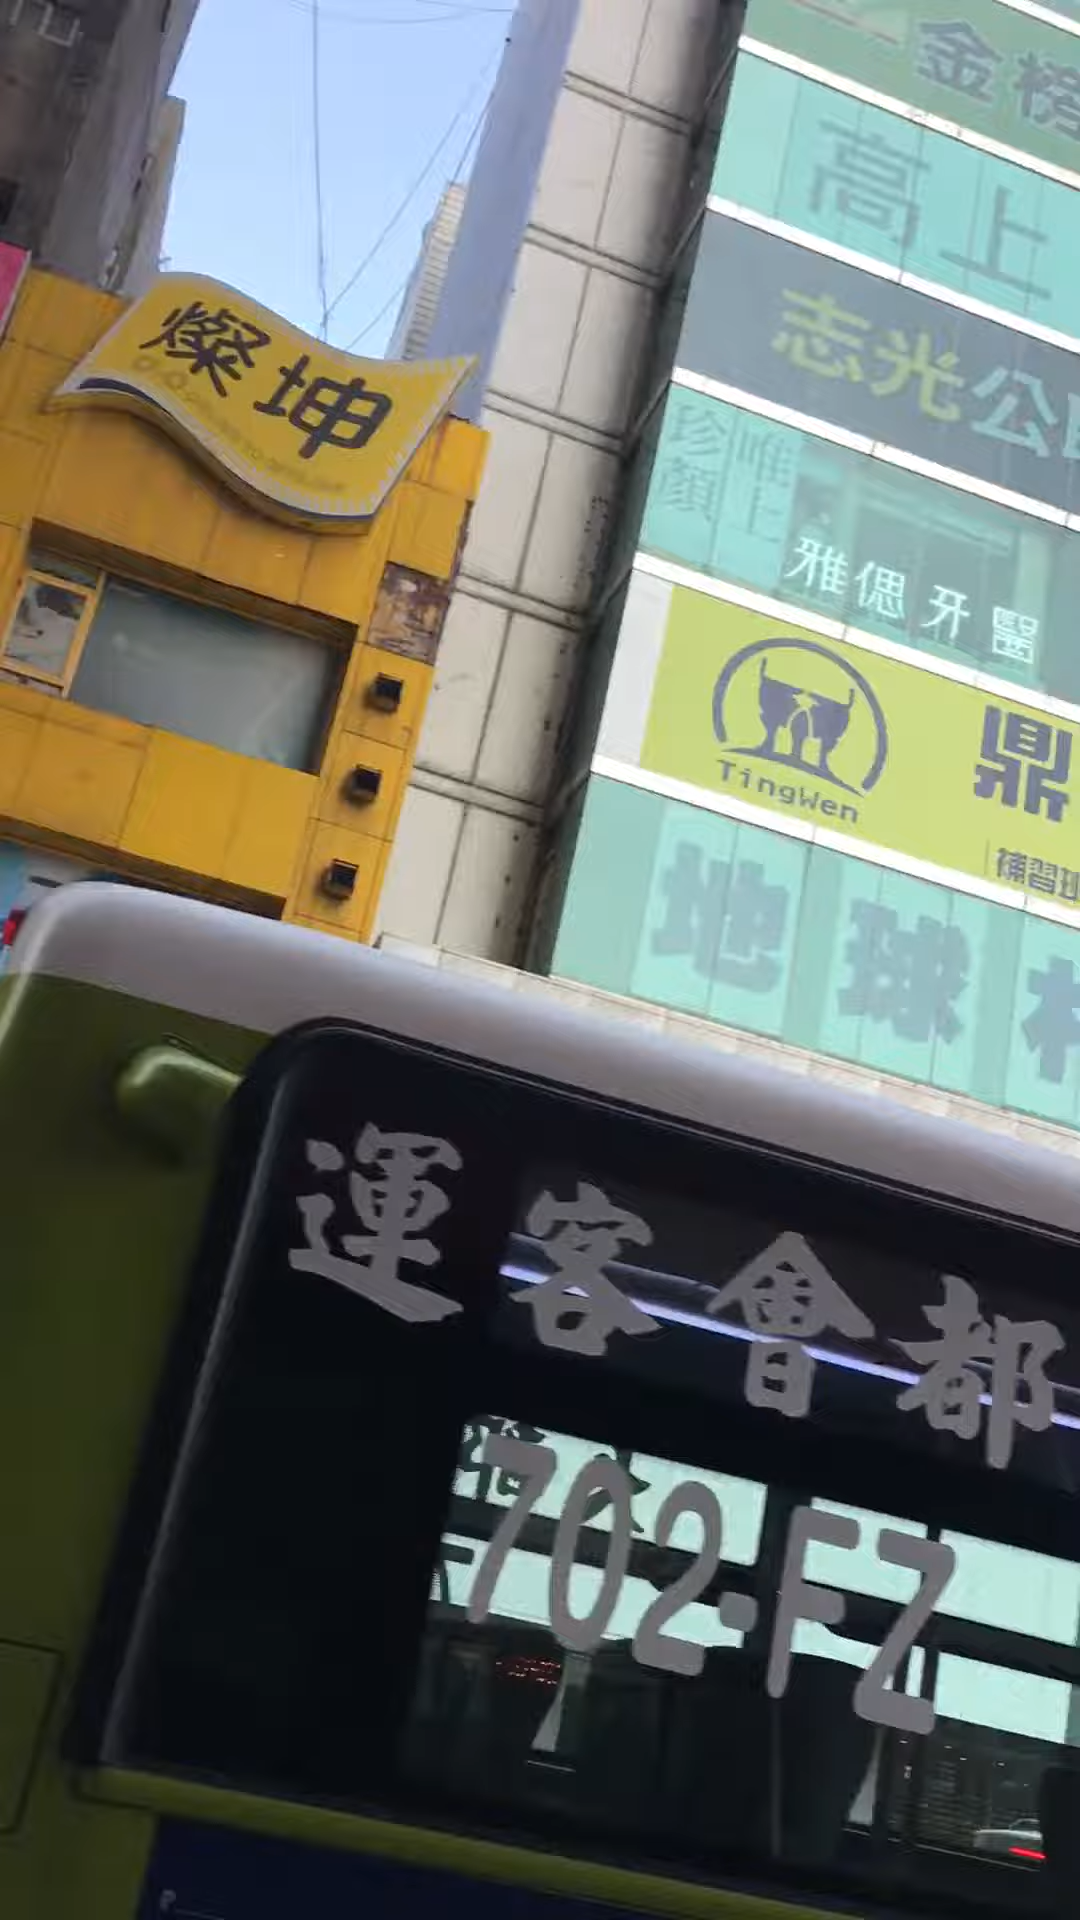 金榜
高上
志光公
燦坤
珍顏
唯上
雅偲牙醫
TingWen
鼎
補習班
地球村
運客會都
702-FZ